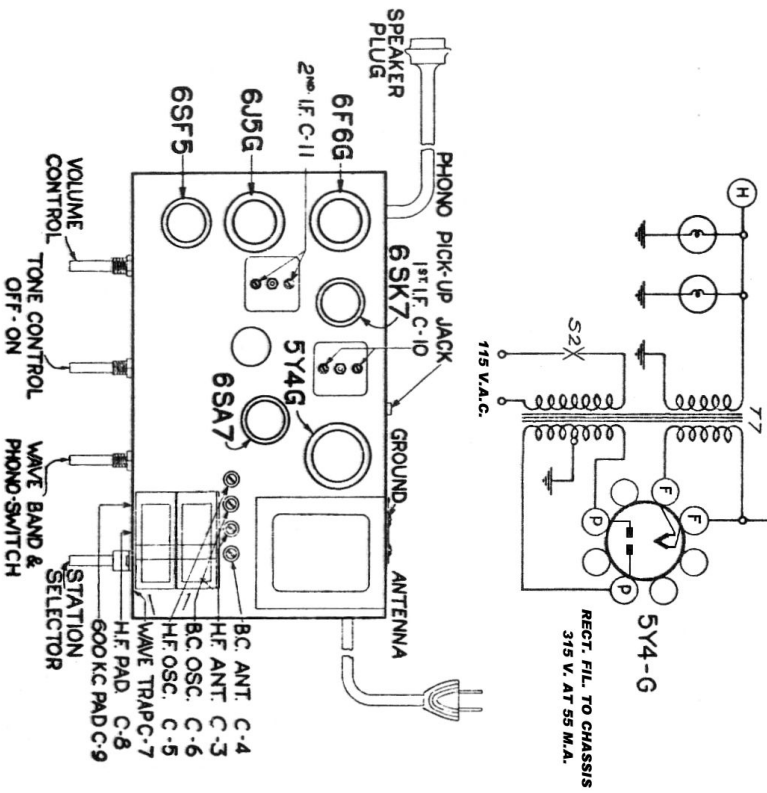 SPEAKER
PLUG
2ND I.F. C-11
6F6G
6J5G
6SF5
PHONO PICK-UP JACK
1ST I.F. C-10
6SK7
5Y4G
6SA7
GROUND
ANTENNA
VOLUME
CONTROL
TONE CONTROL
OFF-ON
WAVE BAND &
PHONO-SWITCH
STATION
SELECTOR
B.C. ANT. C-4
H.F. ANT. C-3
B.C. OSC. C-6
H.F. OSC. C-5
WAVE TRAP C-7
H.F. PAD. C-8
600 K.C. PAD C-9
H
S2
115 V.A.C.
T7
F
F
P
P
5Y4-G
RECT. FIL. TO CHASSIS
315 V. AT 55 M.A.